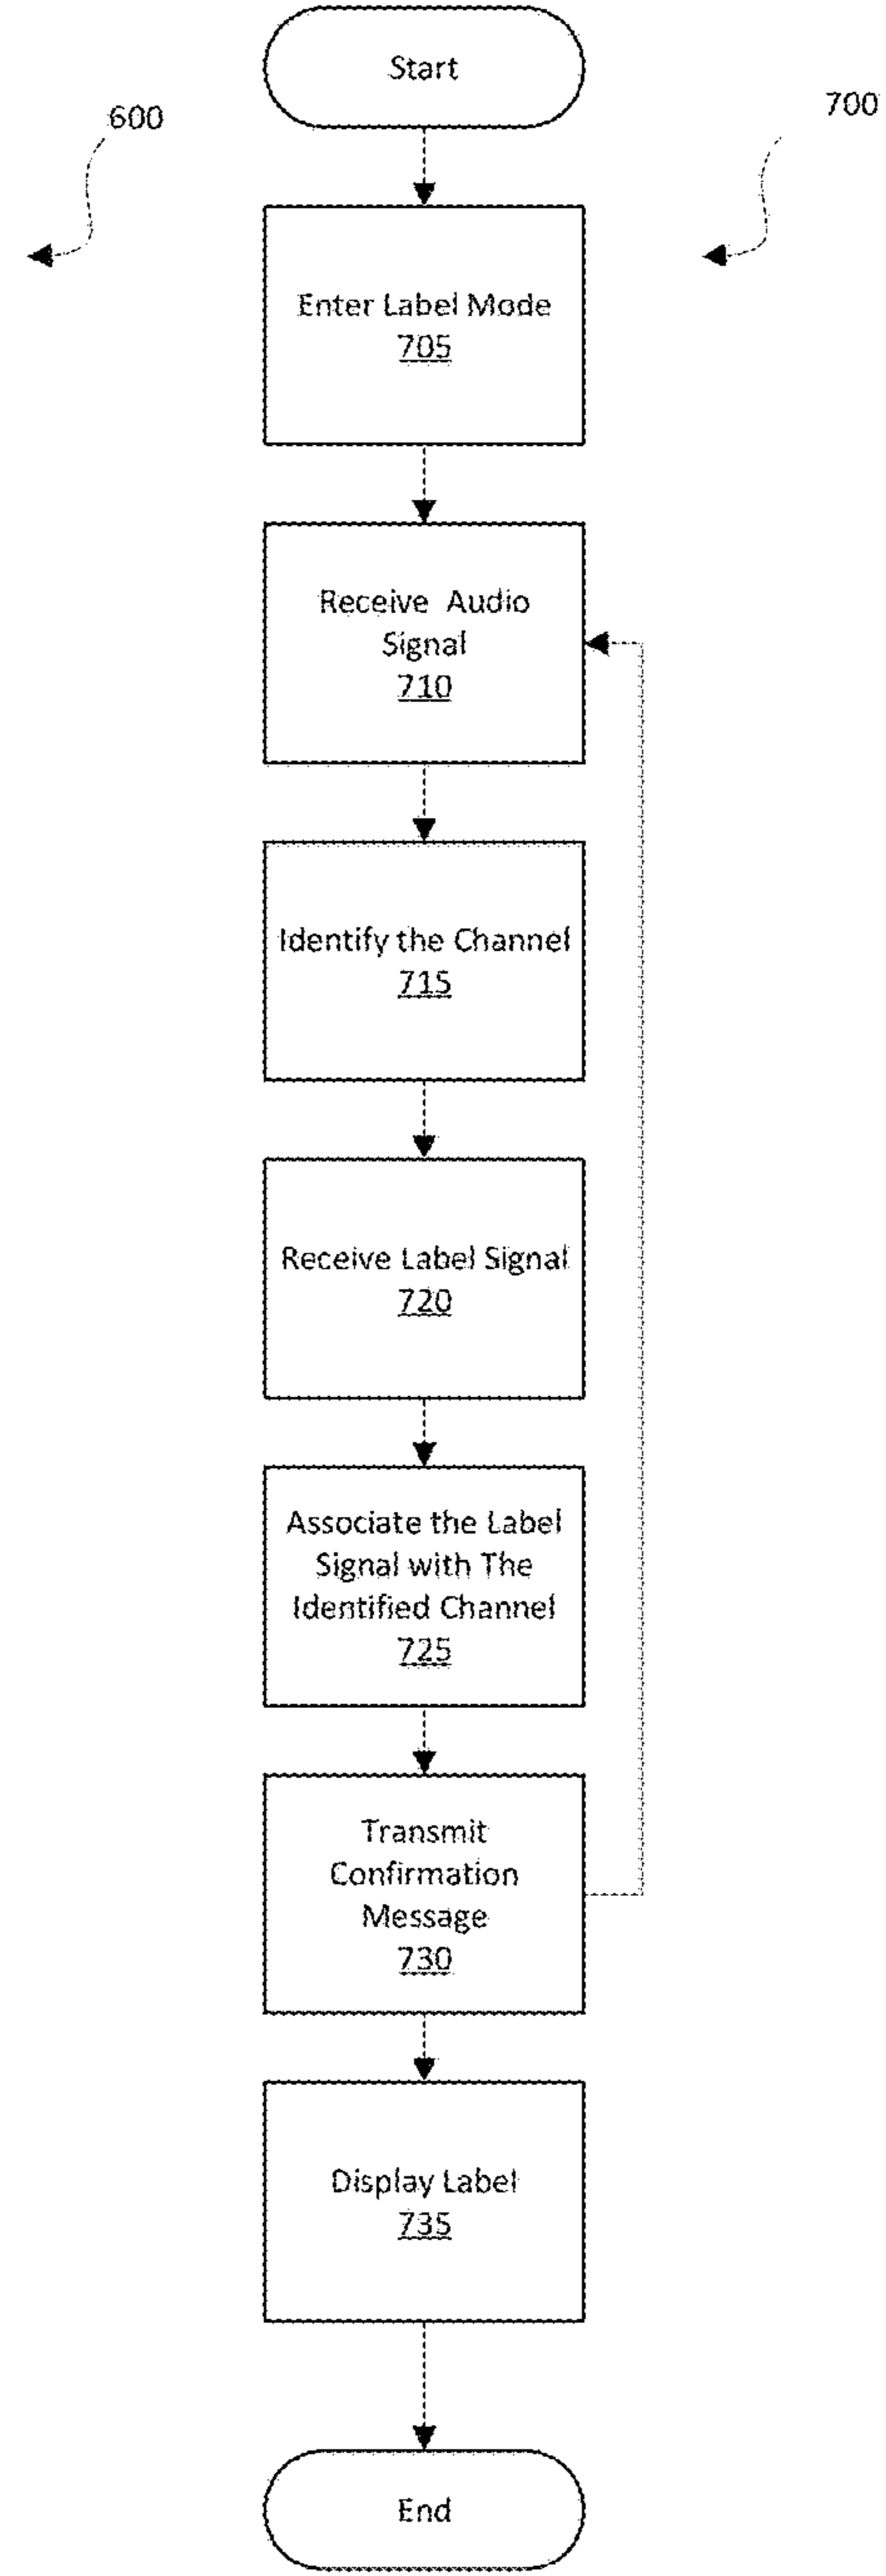 Start
600
700
Enter Label Mode
705
Receive Audio
Signal
710
Identify the Channel
715
Receive Label Signal
720
Associate the Label
Signal with The
Identified Channel
725
Transmit
Confirmation
Message
730
Display Label
735
End